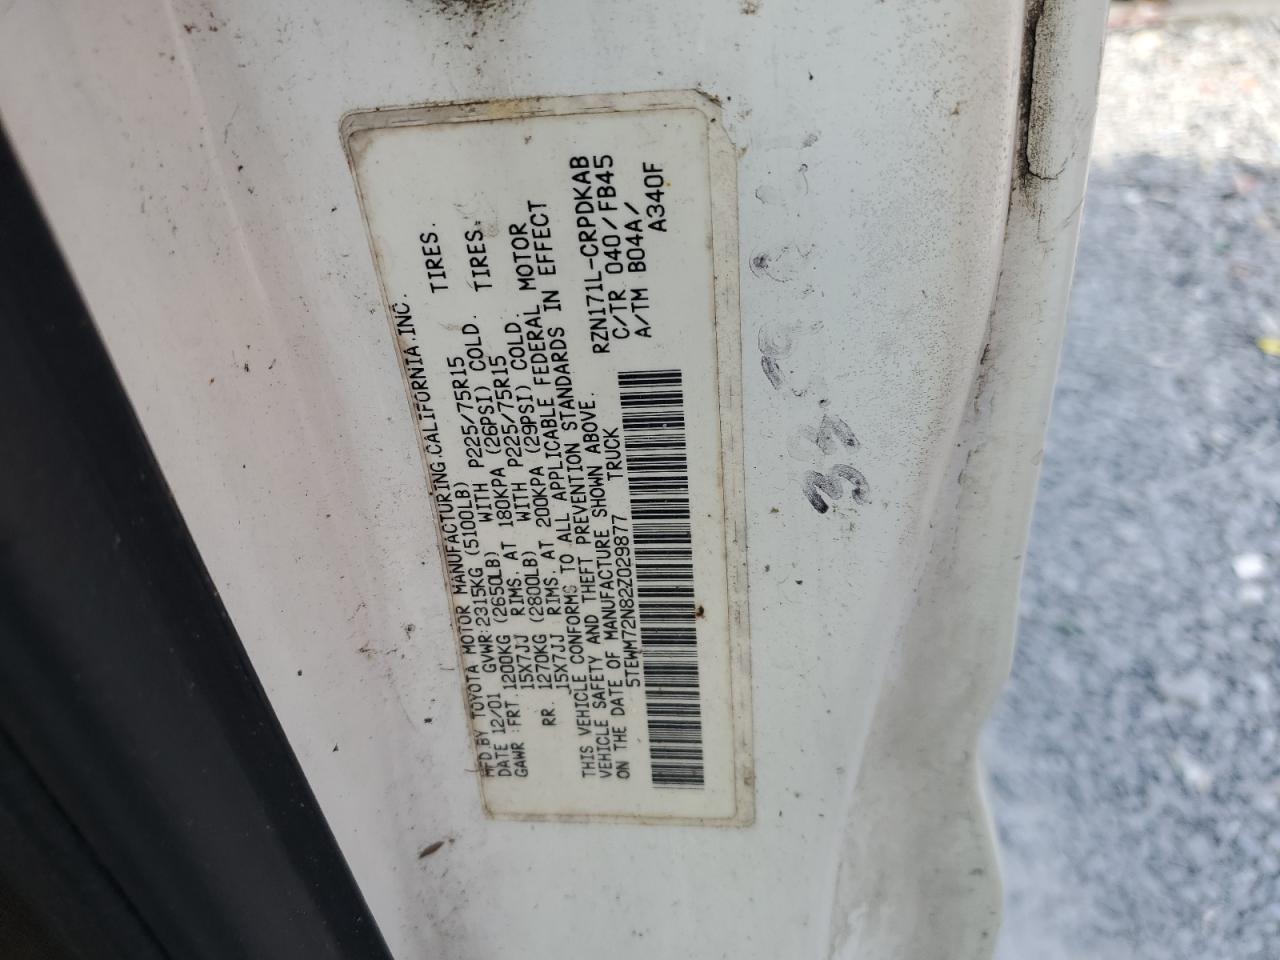 MFD BY TOYOTA MOTOR MANUFACTURING.CALIFORNIA.INC.
DATE 12/01 GVWR: 2315KG (5100LB)
GAWR :FRT. 1200KG (2650LB) WITH P225/75R15 TIRES.
15X7JJ RIMS. AT 180KPA (26PSI) COLD.
RR. 1270KG (2800LB) WITH P225/75R15 TIRES.
15X7JJ RIMS. AT 200KPA (29PSI) COLD.
THIS VEHICLE CONFORMS TO ALL APPLICABLE FEDERAL MOTOR
VEHICLE SAFETY AND THEFT PREVENTION STANDARDS IN EFFECT
ON THE DATE OF MANUFACTURE SHOWN ABOVE.
5TEWM72N82Z029877 TRUCK
RZN171L-CRPDKAB
C/TR 040/FB45
A/TM B04A/
A340F